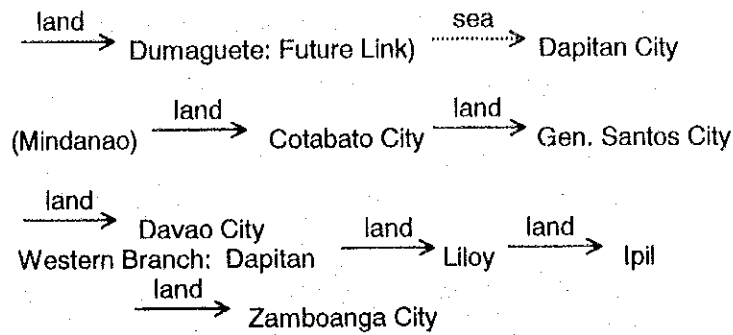 land sea
Dumaguete: Future Link) Dapitan City
land land
(Mindanao) Cotabato City Gen. Santos City
land
Davao City
land land
Western Branch: Dapitan Liloy Ipil
land
Zamboanga City